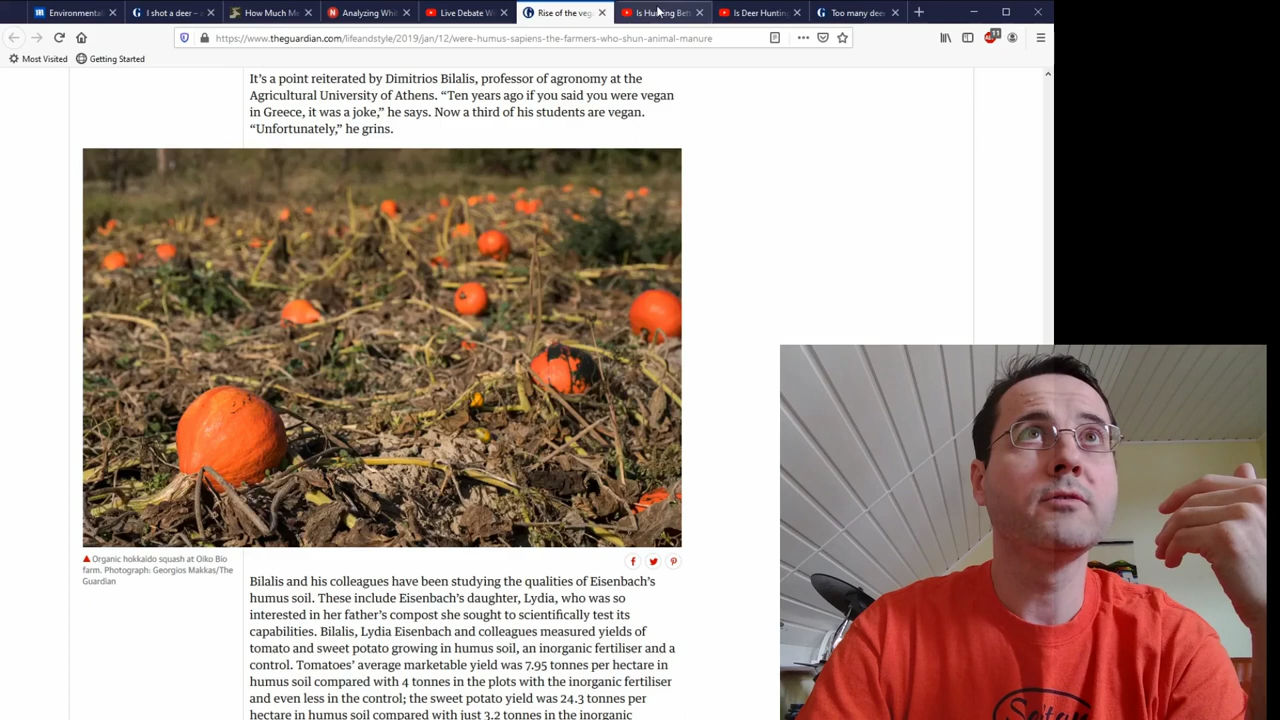 Environmental
I shot a deer –
How Much Me
Analyzing Whi
Live Debate Wi
Rise of the veg
Is Hunting Bett
Is Deer Huntin
Too many deer
https://www.theguardian.com/lifeandstyle/2019/jan/12/were-humus-sapiens-the-farmers-who-shun-animal-manure
11
Most Visited Getting Started
It’s a point reiterated by Dimitrios Bilalis, professor of agronomy at the
Agricultural University of Athens. “Ten years ago if you said you were vegan
in Greece, it was a joke,” he says. Now a third of his students are vegan.
“Unfortunately,” he grins.
Organic hokkaido squash at Oiko Bio
farm. Photograph: Georgios Makkas/The
Guardian
Bilalis and his colleagues have been studying the qualities of Eisenbach’s
humus soil. These include Eisenbach’s daughter, Lydia, who was so
interested in her father’s compost she sought to scientifically test its
capabilities. Bilalis, Lydia Eisenbach and colleagues measured yields of
tomato and sweet potato growing in humus soil, an inorganic fertiliser and a
control. Tomatoes’ average marketable yield was 7.95 tonnes per hectare in
humus soil compared with 4 tonnes in the plots with the inorganic fertiliser
and even less in the control; the sweet potato yield was 24.3 tonnes per
hectare in humus soil compared with just 3.2 tonnes in the inorganic
Seitan